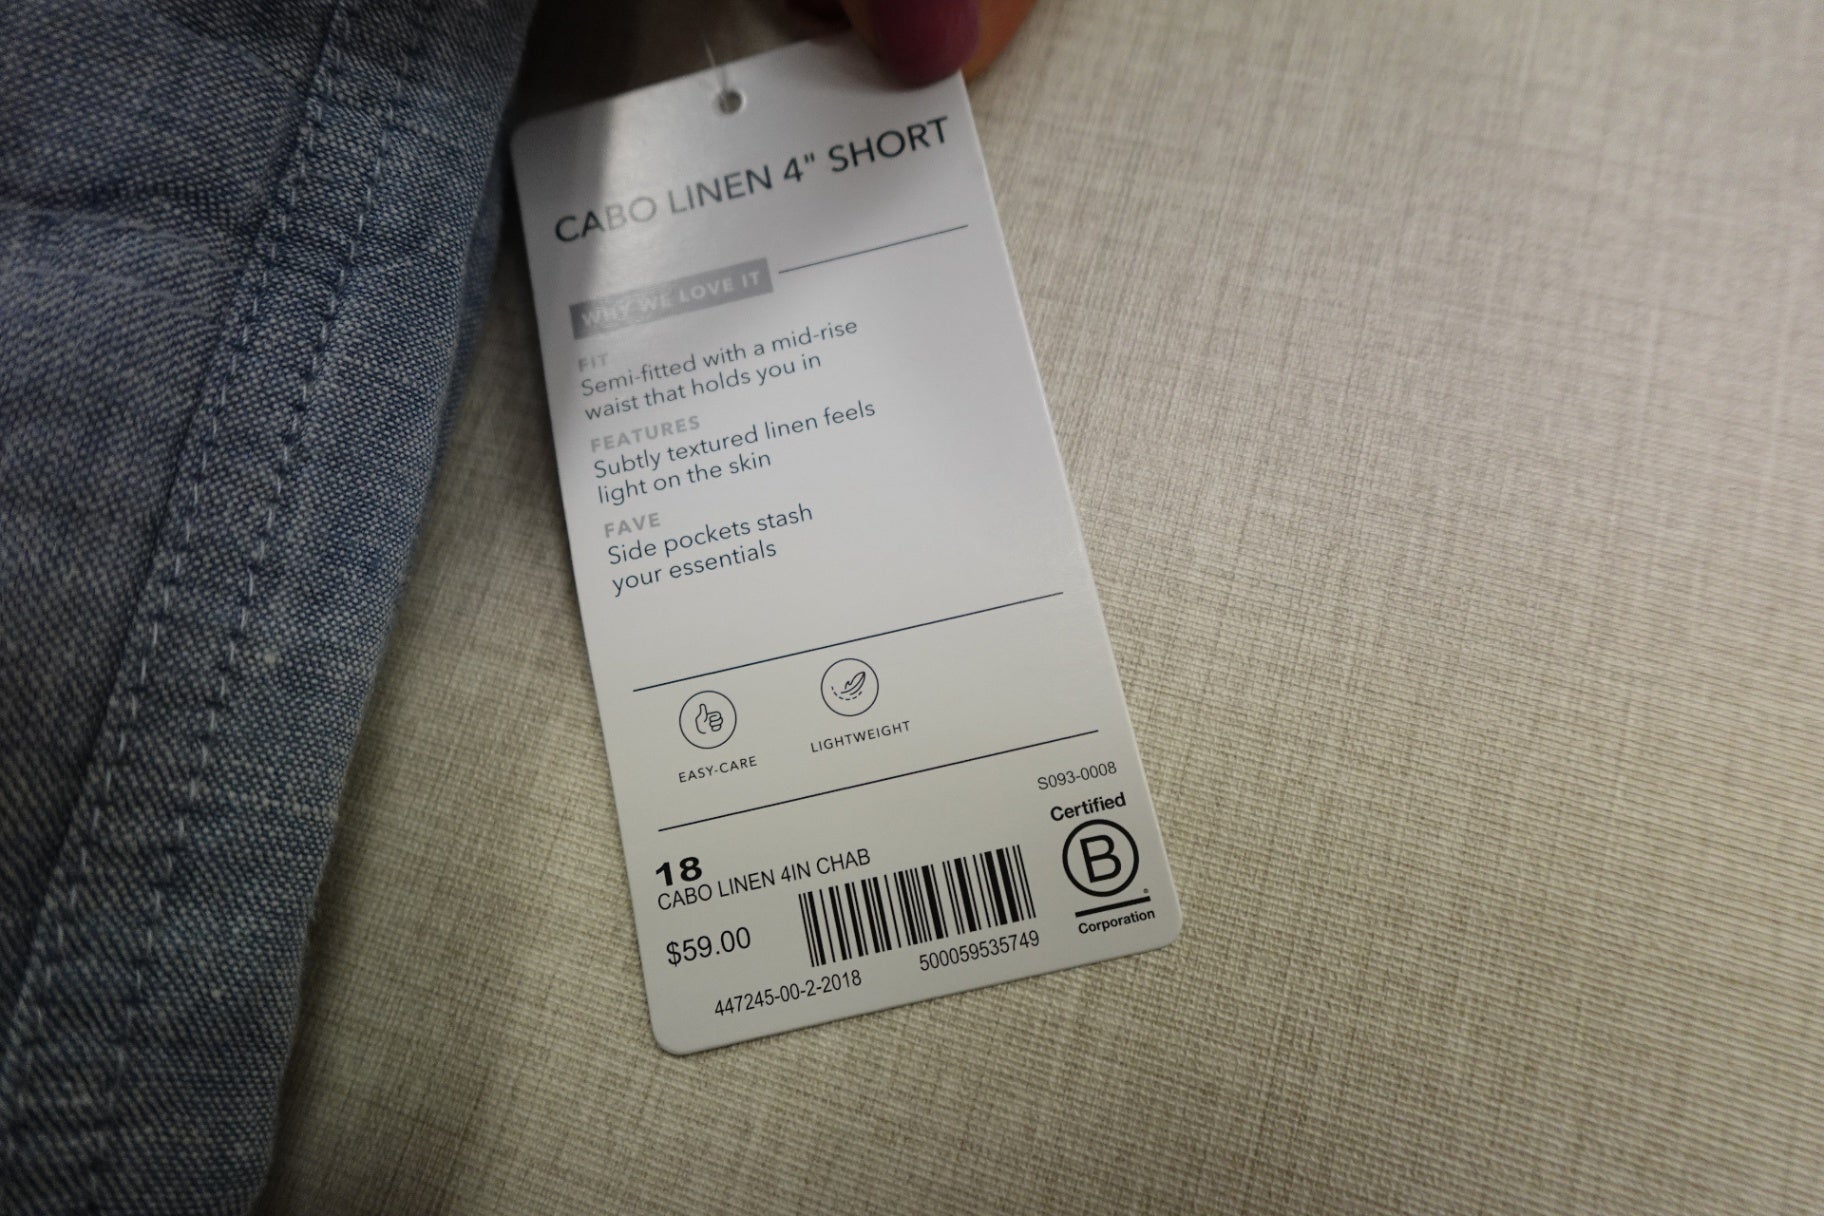 CABO LINEN 4" SHORT
WHY WE LOVE IT
FIT
Semi-fitted with a mid-rise
waist that holds you in
FEATURES
Subtly textured linen feels
light on the skin
FAVE
Side pockets stash
your essentials
EASY-CARE
LIGHTWEIGHT
S093-0008
Certified
B
Corporation
18
CABO LINEN 4IN CHAB
$59.00
500059535749
447245-00-2-2018